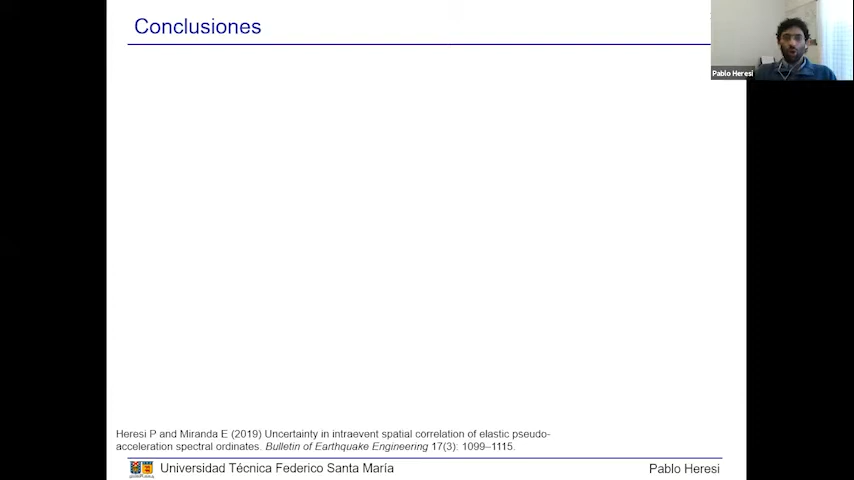 Conclusiones
Pablo Heresi
Heresi P and Miranda E (2019) Uncertainty in intraevent spatial correlation of elastic pseudo-
acceleration spectral ordinates. Bulletin of Earthquake Engineering 17(3): 1099–1115.
Universidad Técnica Federico Santa María
Pablo Heresi